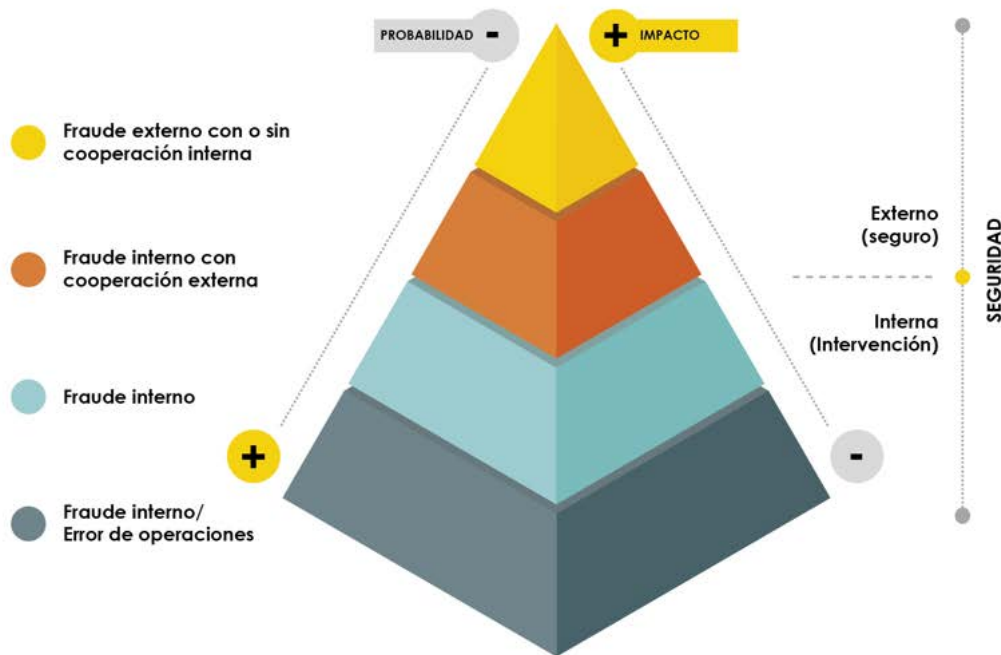 PROBABILIDAD -
+ IMPACTO
Fraude externo con o sin
cooperación interna
Fraude interno con
cooperación externa
Fraude interno
Fraude interno/
Error de operaciones
+
-
Externo
(seguro)
Interna
(Intervención)
SEGURIDAD